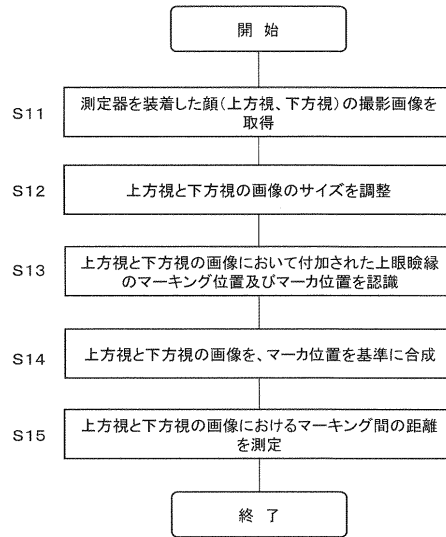 開 始
S11
測定器を装着した顔(上方視、下方視)の撮影画像を
取得
S12
上方視と下方視の画像のサイズを調整
S13
上方視と下方視の画像において付加された上眼瞼縁
のマーキング位置及びマーカ位置を認識
S14
上方視と下方視の画像を、マーカ位置を基準に合成
S15
上方視と下方視の画像におけるマーキング間の距離
を測定
終 了